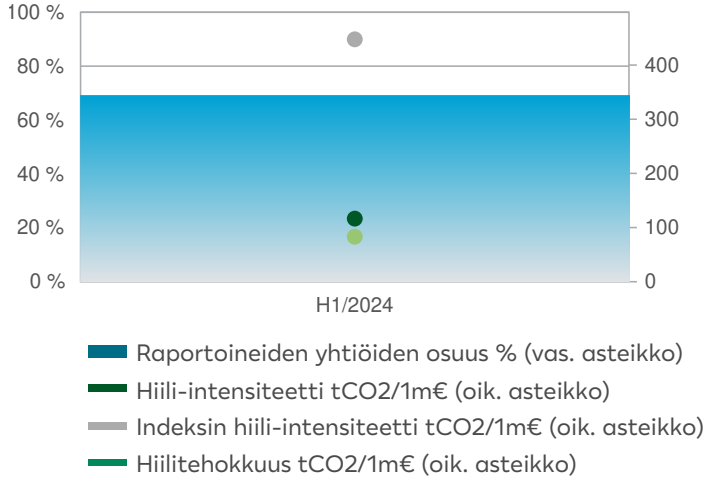 100 %
80 %
60 %
40 %
20 %
0 %
400
300
200
100
0
H1/2024
Raportoineiden yhtiöiden osuus % (vas. asteikko)
Hiili-intensiteetti tCO2/1m€ (oik. asteikko)
Indeksin hiili-intensiteetti tCO2/1m€ (oik. asteikko)
Hiilitehokkuus tCO2/1m€ (oik. asteikko)